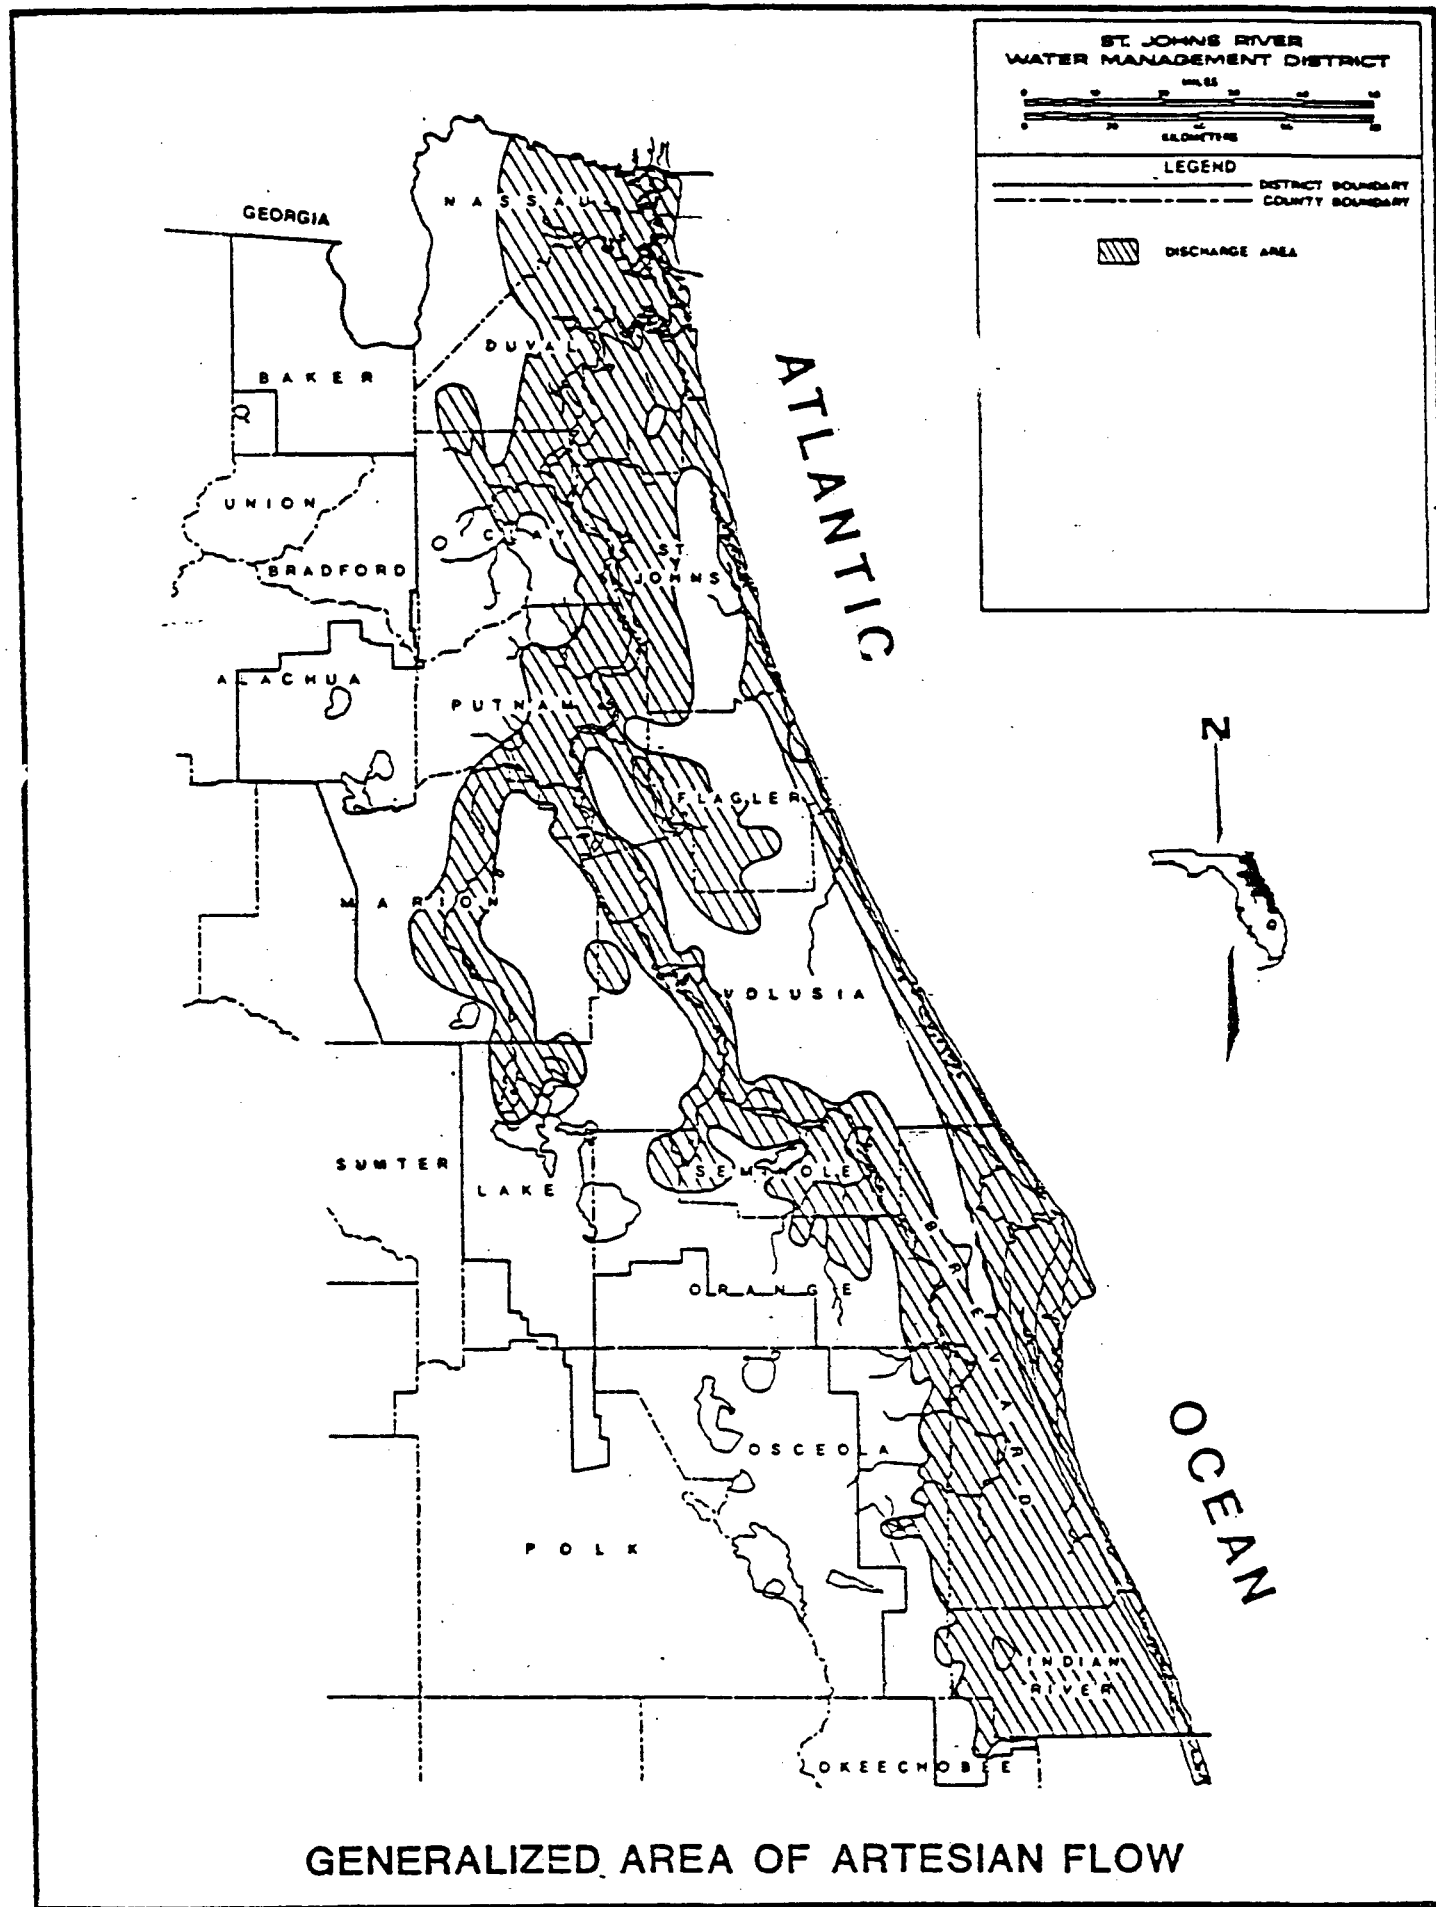 ST. JOHNS RIVER
WATER MANAGEMENT DISTRICT
MILES
KILOMETERS
LEGEND
DISTRICT BOUNDARY
COUNTY BOUNDARY
DISCHARGE AREA
GEORGIA
NASSAU
DUVAL
BAKER
UNION
CLAY
BRADFORD
ST
JOHNS
ALACHUA
PUTNAM
FLAGLER
MARION
VOLUSIA
SUMTER
LAKE
SEMINOLE
ORANGE
BREVARD
OSCEOLA
POLK
INDIAN
RIVER
OKEECHOBEE
ATLANTIC
OCEAN
N
GENERALIZED AREA OF ARTESIAN FLOW